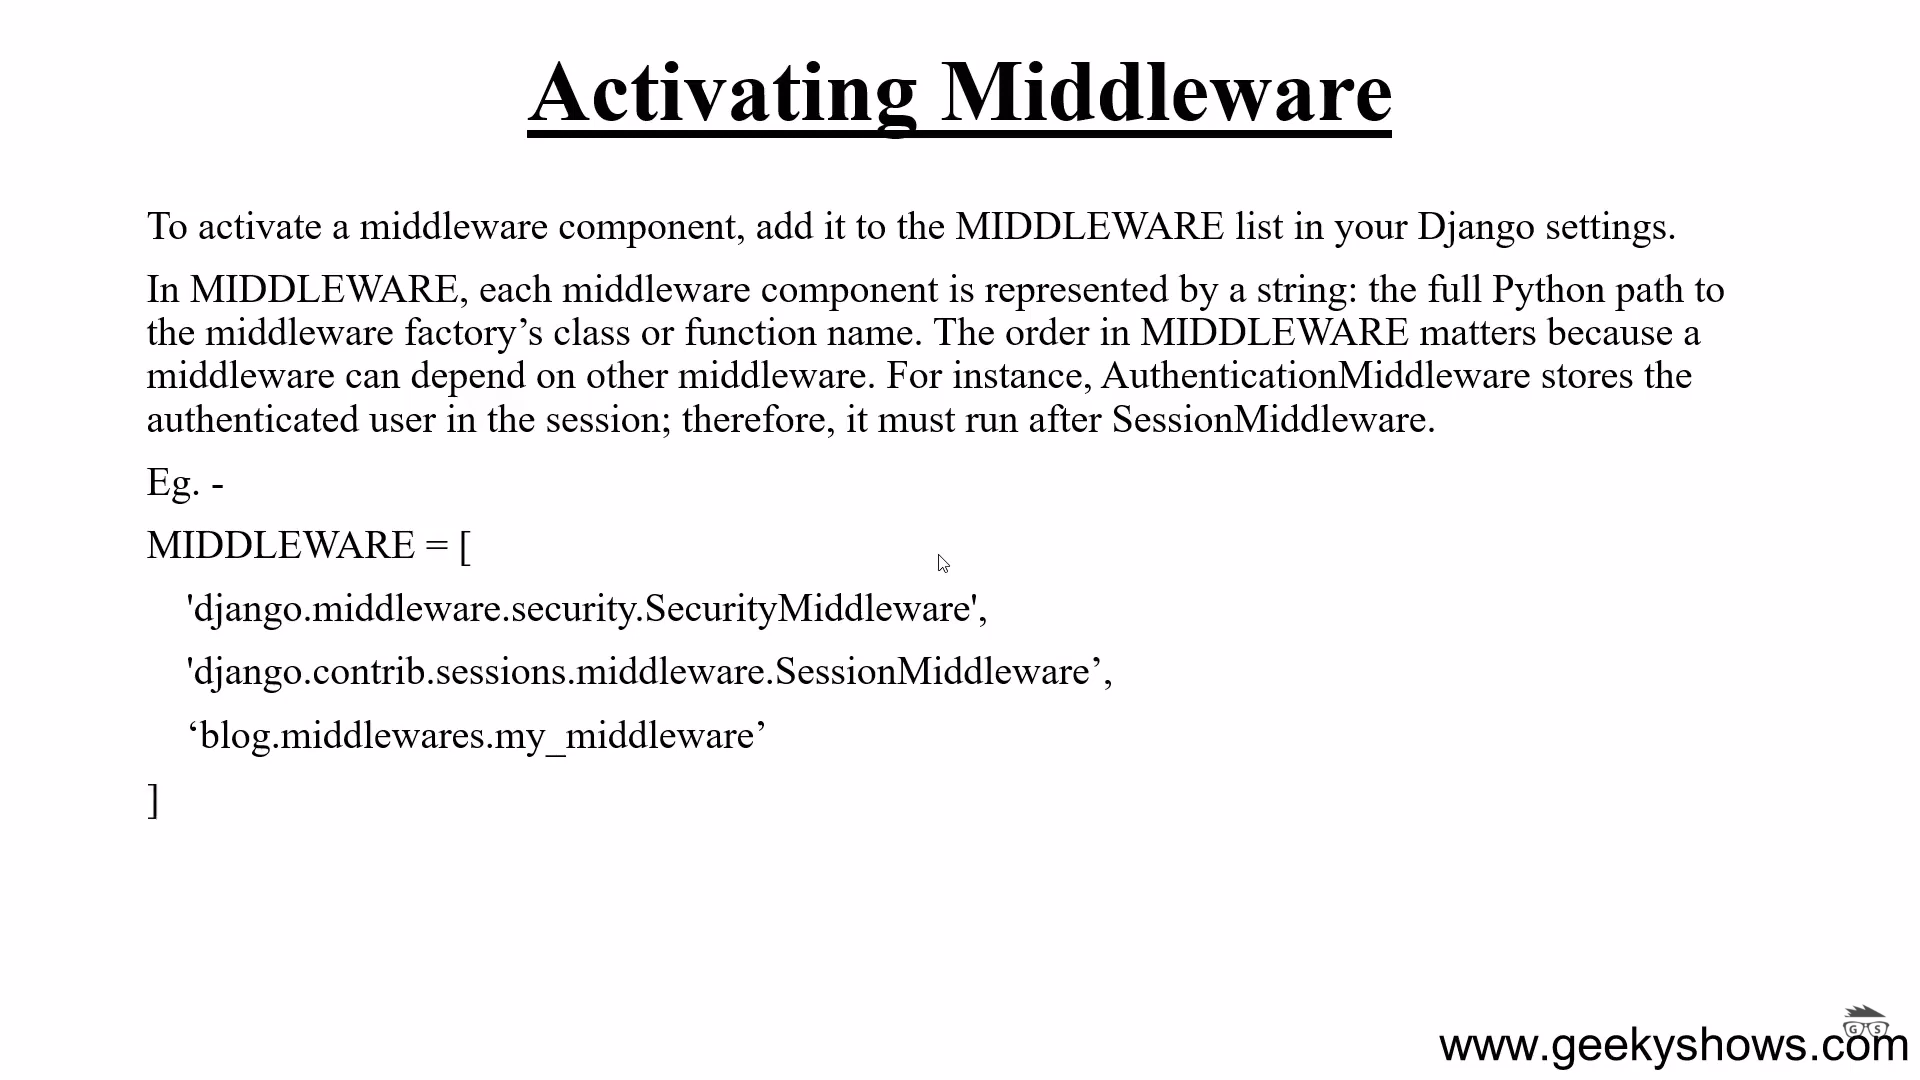 Activating Middleware
To activate a middleware component, add it to the MIDDLEWARE list in your Django settings.
In MIDDLEWARE, each middleware component is represented by a string: the full Python path to
the middleware factory’s class or function name. The order in MIDDLEWARE matters because a
middleware can depend on other middleware. For instance, AuthenticationMiddleware stores the
authenticated user in the session; therefore, it must run after SessionMiddleware.
Eg. -
MIDDLEWARE = [
'django.middleware.security.SecurityMiddleware',
'django.contrib.sessions.middleware.SessionMiddleware’,
‘blog.middlewares.my_middleware’
]
G S
www.geekyshows.com